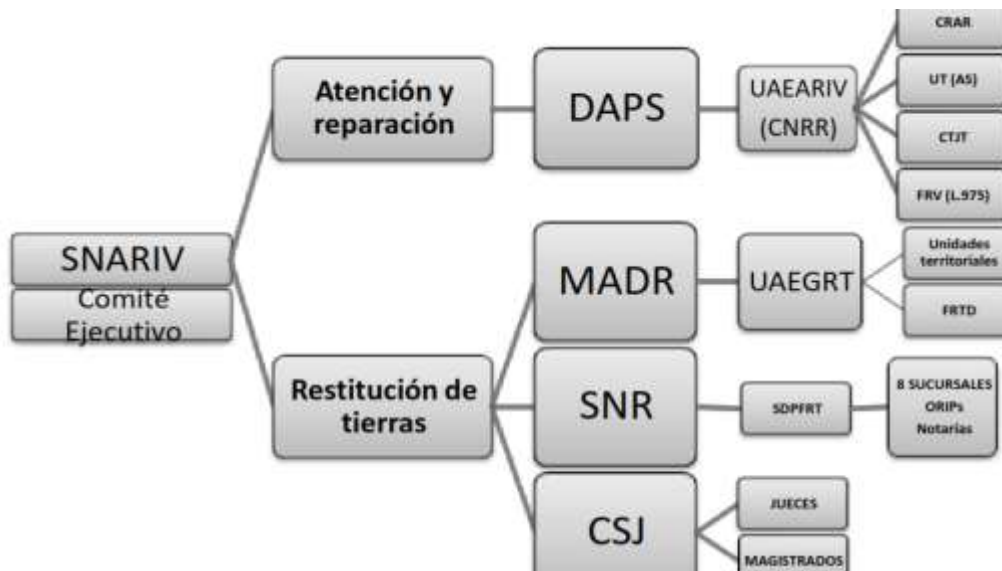 SNARIV
Comité
Ejecutivo
Atención y
reparación
DAPS
UAEARIV
(CNRR)
CRAR
UT (A5)
CTJT
FRV (L.975)
Restitución de
tierras
MADR
UAEGRT
Unidades
territoriales
FRTD
SNR
SDPFRT
8 SUCURSALES
ORIPs
Notarías
CSJ
JUECES
MAGISTRADOS